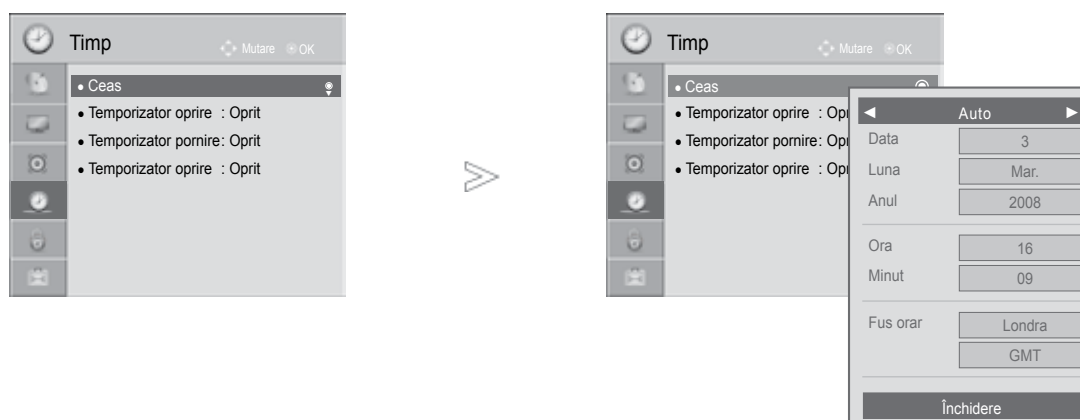 Timp
Mutare OK
• Ceas
• Temporizator oprire : Oprit
• Temporizator pornire: Oprit
• Temporizator oprire : Oprit
Timp
Mutare OK
• Ceas
• Temporizator oprire : Opr
• Temporizator pornire: Opr
• Temporizator oprire : Opr
◄ Auto ►
Data 3
Luna Mar.
Anul 2008
Ora 16
Minut 09
Fus orar Londra
GMT
Închidere